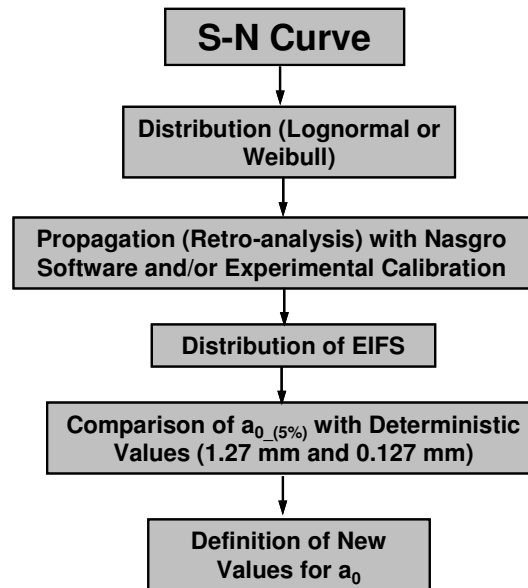 S-N Curve
Distribution (Lognormal or
Weibull)
Propagation (Retro-analysis) with Nasgro
Software and/or Experimental Calibration
Distribution of EIFS
Comparison of a0_(5%) with Deterministic
Values (1.27 mm and 0.127 mm)
Definition of New
Values for a0